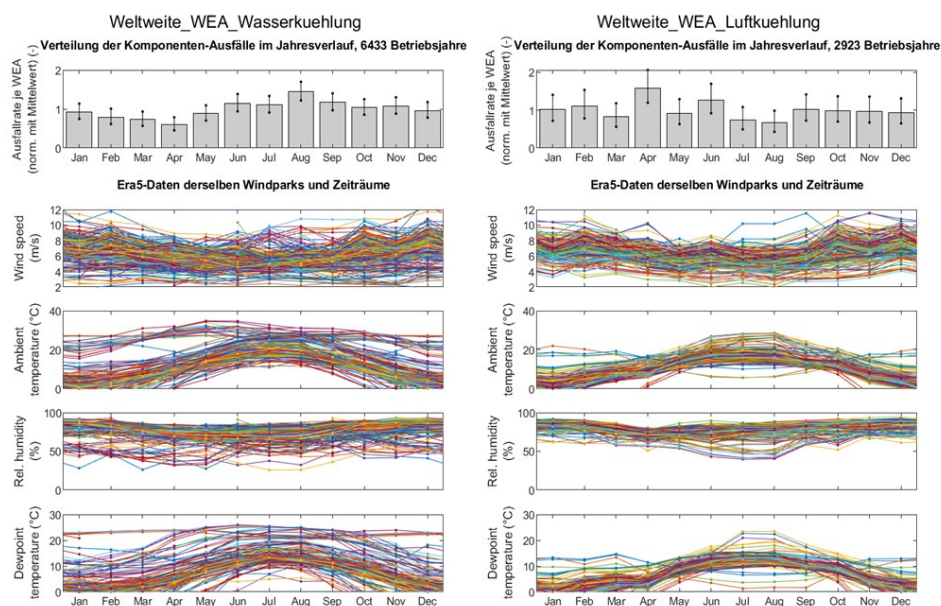 Weltweite_WEA_Wasserkuehlung
Verteilung der Komponenten-Ausfälle im Jahresverlauf, 6433 Betriebsjahre
Ausfallrate je WEA
(norm. mit Mittelwert) (-)
2
1
0
Jan Feb Mar Apr May Jun Jul Aug Sep Oct Nov Dec
Era5-Daten derselben Windparks und Zeiträume
Wind speed
(m/s)
12
10
8
6
4
2
Ambient
temperature (°C)
40
20
0
Rel. humidity
(%)
100
50
0
Dewpoint
temperature (°C)
30
20
10
0
Jan Feb Mar Apr May Jun Jul Aug Sep Oct Nov Dec
Weltweite_WEA_Luftkuehlung
Verteilung der Komponenten-Ausfälle im Jahresverlauf, 2923 Betriebsjahre
Ausfallrate je WEA
(norm. mit Mittelwert) (-)
2
1
0
Jan Feb Mar Apr May Jun Jul Aug Sep Oct Nov Dec
Era5-Daten derselben Windparks und Zeiträume
Wind speed
(m/s)
12
10
8
6
4
2
Ambient
temperature (°C)
40
20
0
Rel. humidity
(%)
100
50
0
Dewpoint
temperature (°C)
30
20
10
0
Jan Feb Mar Apr May Jun Jul Aug Sep Oct Nov Dec